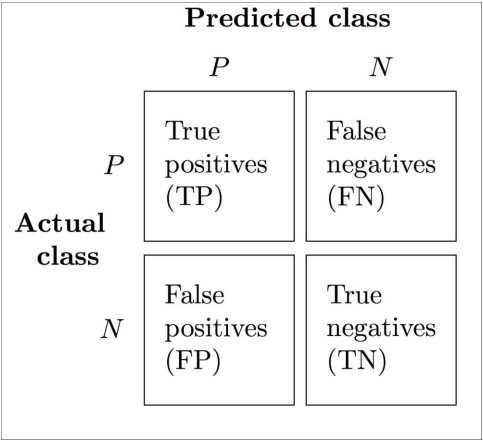 Predicted class
P N
P
True
positives
(TP)
False
negatives
(FN)
Actual
class
N
False
positives
(FP)
True
negatives
(TN)